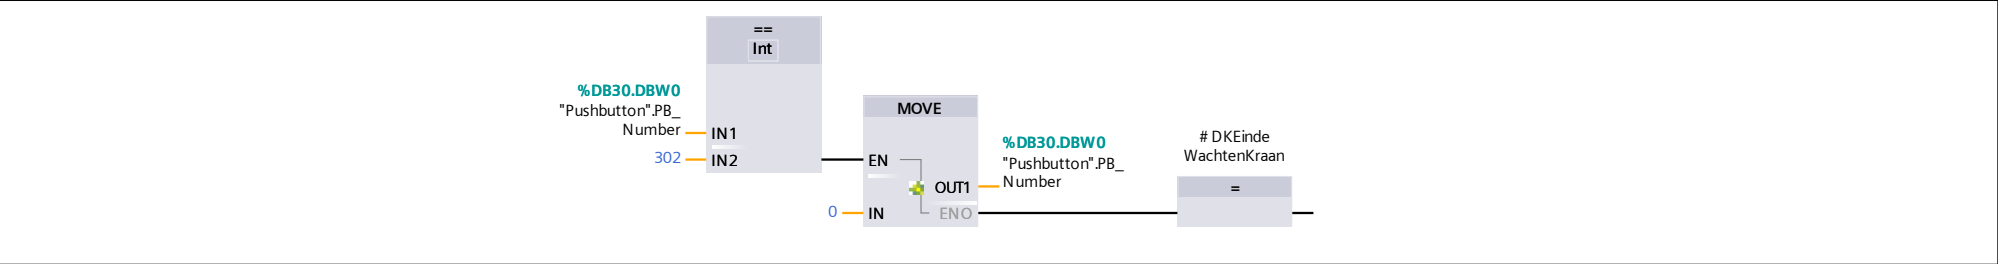 ==
Int
%DB30.DBW0
"Pushbutton".PB_
Number
IN1
302
IN2
MOVE
EN
%DB30.DBW0
"Pushbutton".PB_
Number
OUT1
0
IN
ENO
# DKEinde
WachtenKraan
=